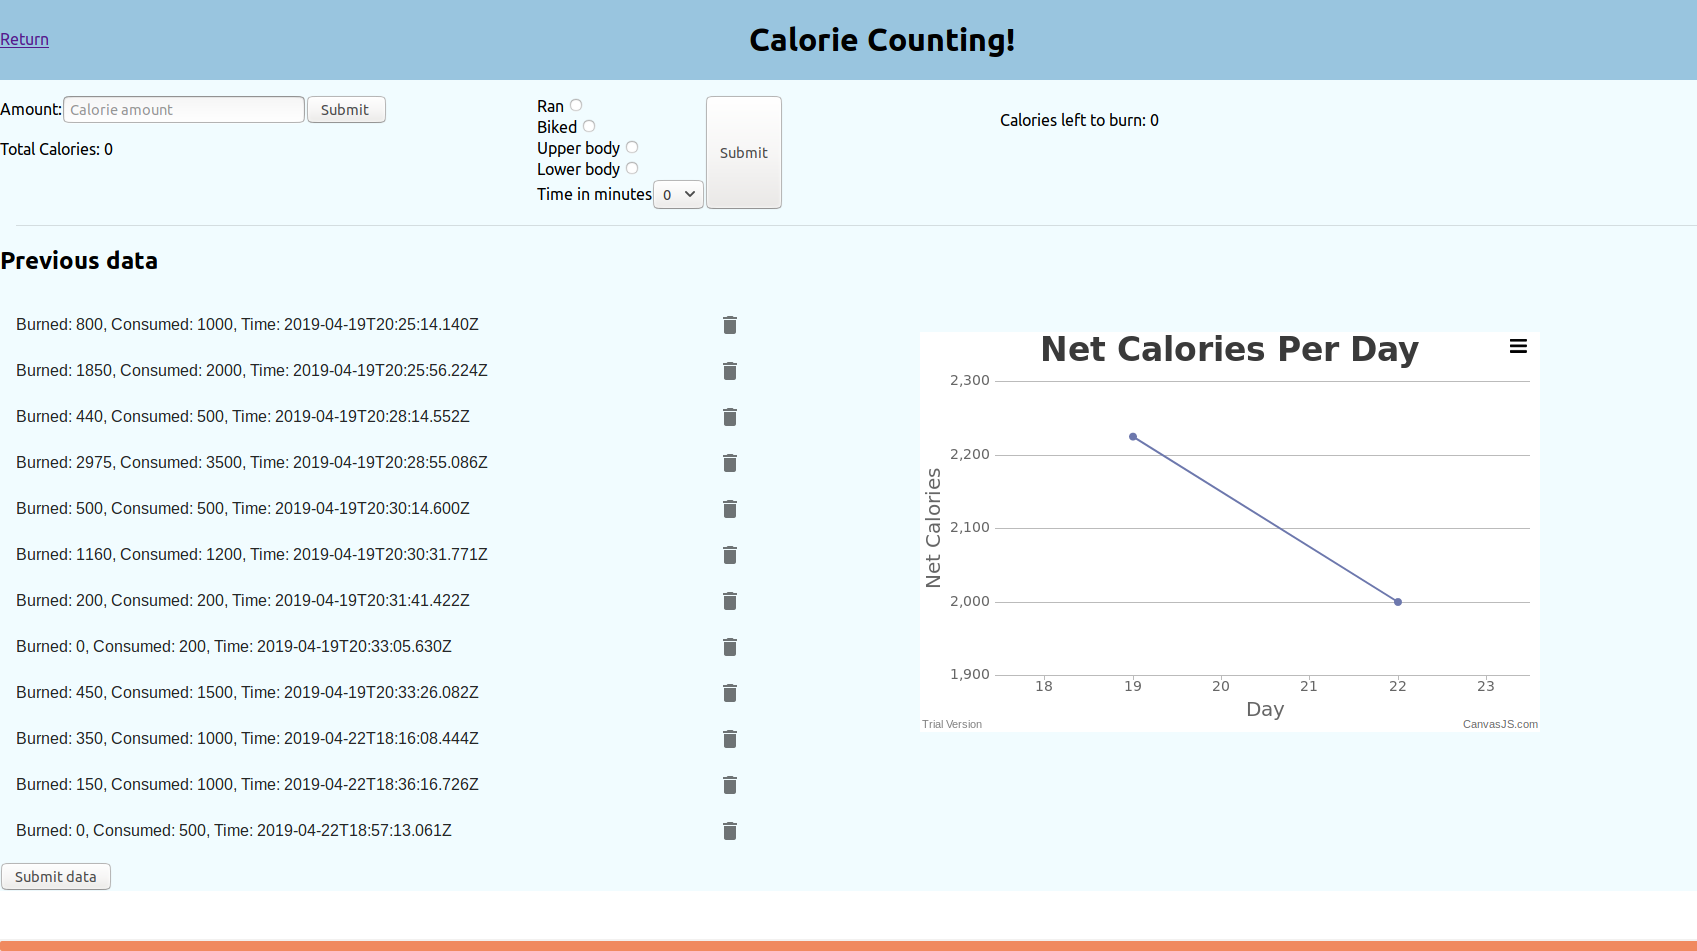 Return
Calorie Counting!
Amount: Calorie amount Submit
Total Calories: 0
Ran
Biked
Upper body
Lower body
Time in minutes 0
Submit
Calories left to burn: 0
Previous data
Burned: 800, Consumed: 1000, Time: 2019-04-19T20:25:14.140Z
Burned: 1850, Consumed: 2000, Time: 2019-04-19T20:25:56.224Z
Burned: 440, Consumed: 500, Time: 2019-04-19T20:28:14.552Z
Burned: 2975, Consumed: 3500, Time: 2019-04-19T20:28:55.086Z
Burned: 500, Consumed: 500, Time: 2019-04-19T20:30:14.600Z
Burned: 1160, Consumed: 1200, Time: 2019-04-19T20:30:31.771Z
Burned: 200, Consumed: 200, Time: 2019-04-19T20:31:41.422Z
Burned: 0, Consumed: 200, Time: 2019-04-19T20:33:05.630Z
Burned: 450, Consumed: 1500, Time: 2019-04-19T20:33:26.082Z
Burned: 350, Consumed: 1000, Time: 2019-04-22T18:16:08.444Z
Burned: 150, Consumed: 1000, Time: 2019-04-22T18:36:16.726Z
Burned: 0, Consumed: 500, Time: 2019-04-22T18:57:13.061Z
Submit data
Net Calories Per Day
Net Calories
2,300
2,200
2,100
2,000
1,900
18 19 20 21 22 23
Day
Trial Version
CanvasJS.com